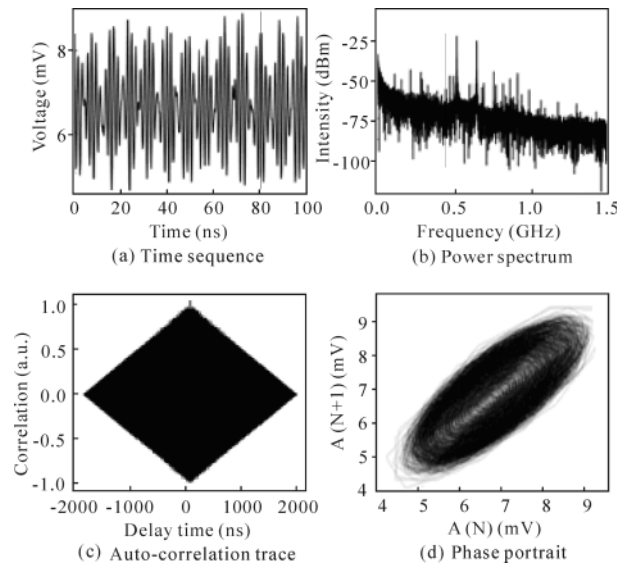 8
6
Voltage (mV)
0 20 40 60 80 100
Time (ns)
(a) Time sequence
-25
-50
-75
-100
Intensity (dBm)
0.0 0.5 1.0 1.5
Frequency (GHz)
(b) Power spectrum
1.0
0.5
0.0
-0.5
-1.0
Correlation (a.u.)
-2000 -1000 0 1000 2000
Delay time (ns)
(c) Auto-correlation trace
9
8
7
6
5
4
A (N+1) (mV)
4 5 6 7 8 9
A (N) (mV)
(d) Phase portrait